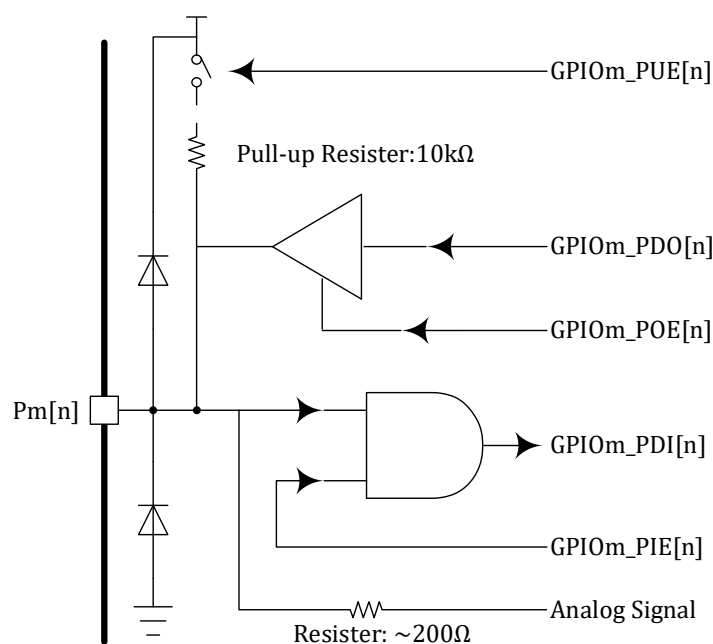 GPIOm_PUE[n]
Pull-up Resister:10kΩ
GPIOm_PDO[n]
GPIOm_POE[n]
Pm[n]
GPIOm_PDI[n]
GPIOm_PIE[n]
Analog Signal
Resister: ~200Ω